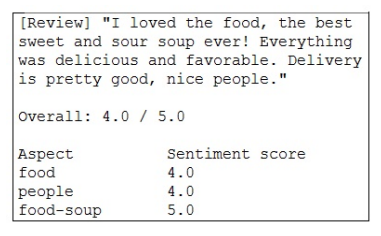 [Review] "I loved the food, the best
sweet and sour soup ever! Everything
was delicious and favorable. Delivery
is pretty good, nice people."
Overall: 4.0 / 5.0
Aspect Sentiment score
food 4.0
people 4.0
food-soup 5.0